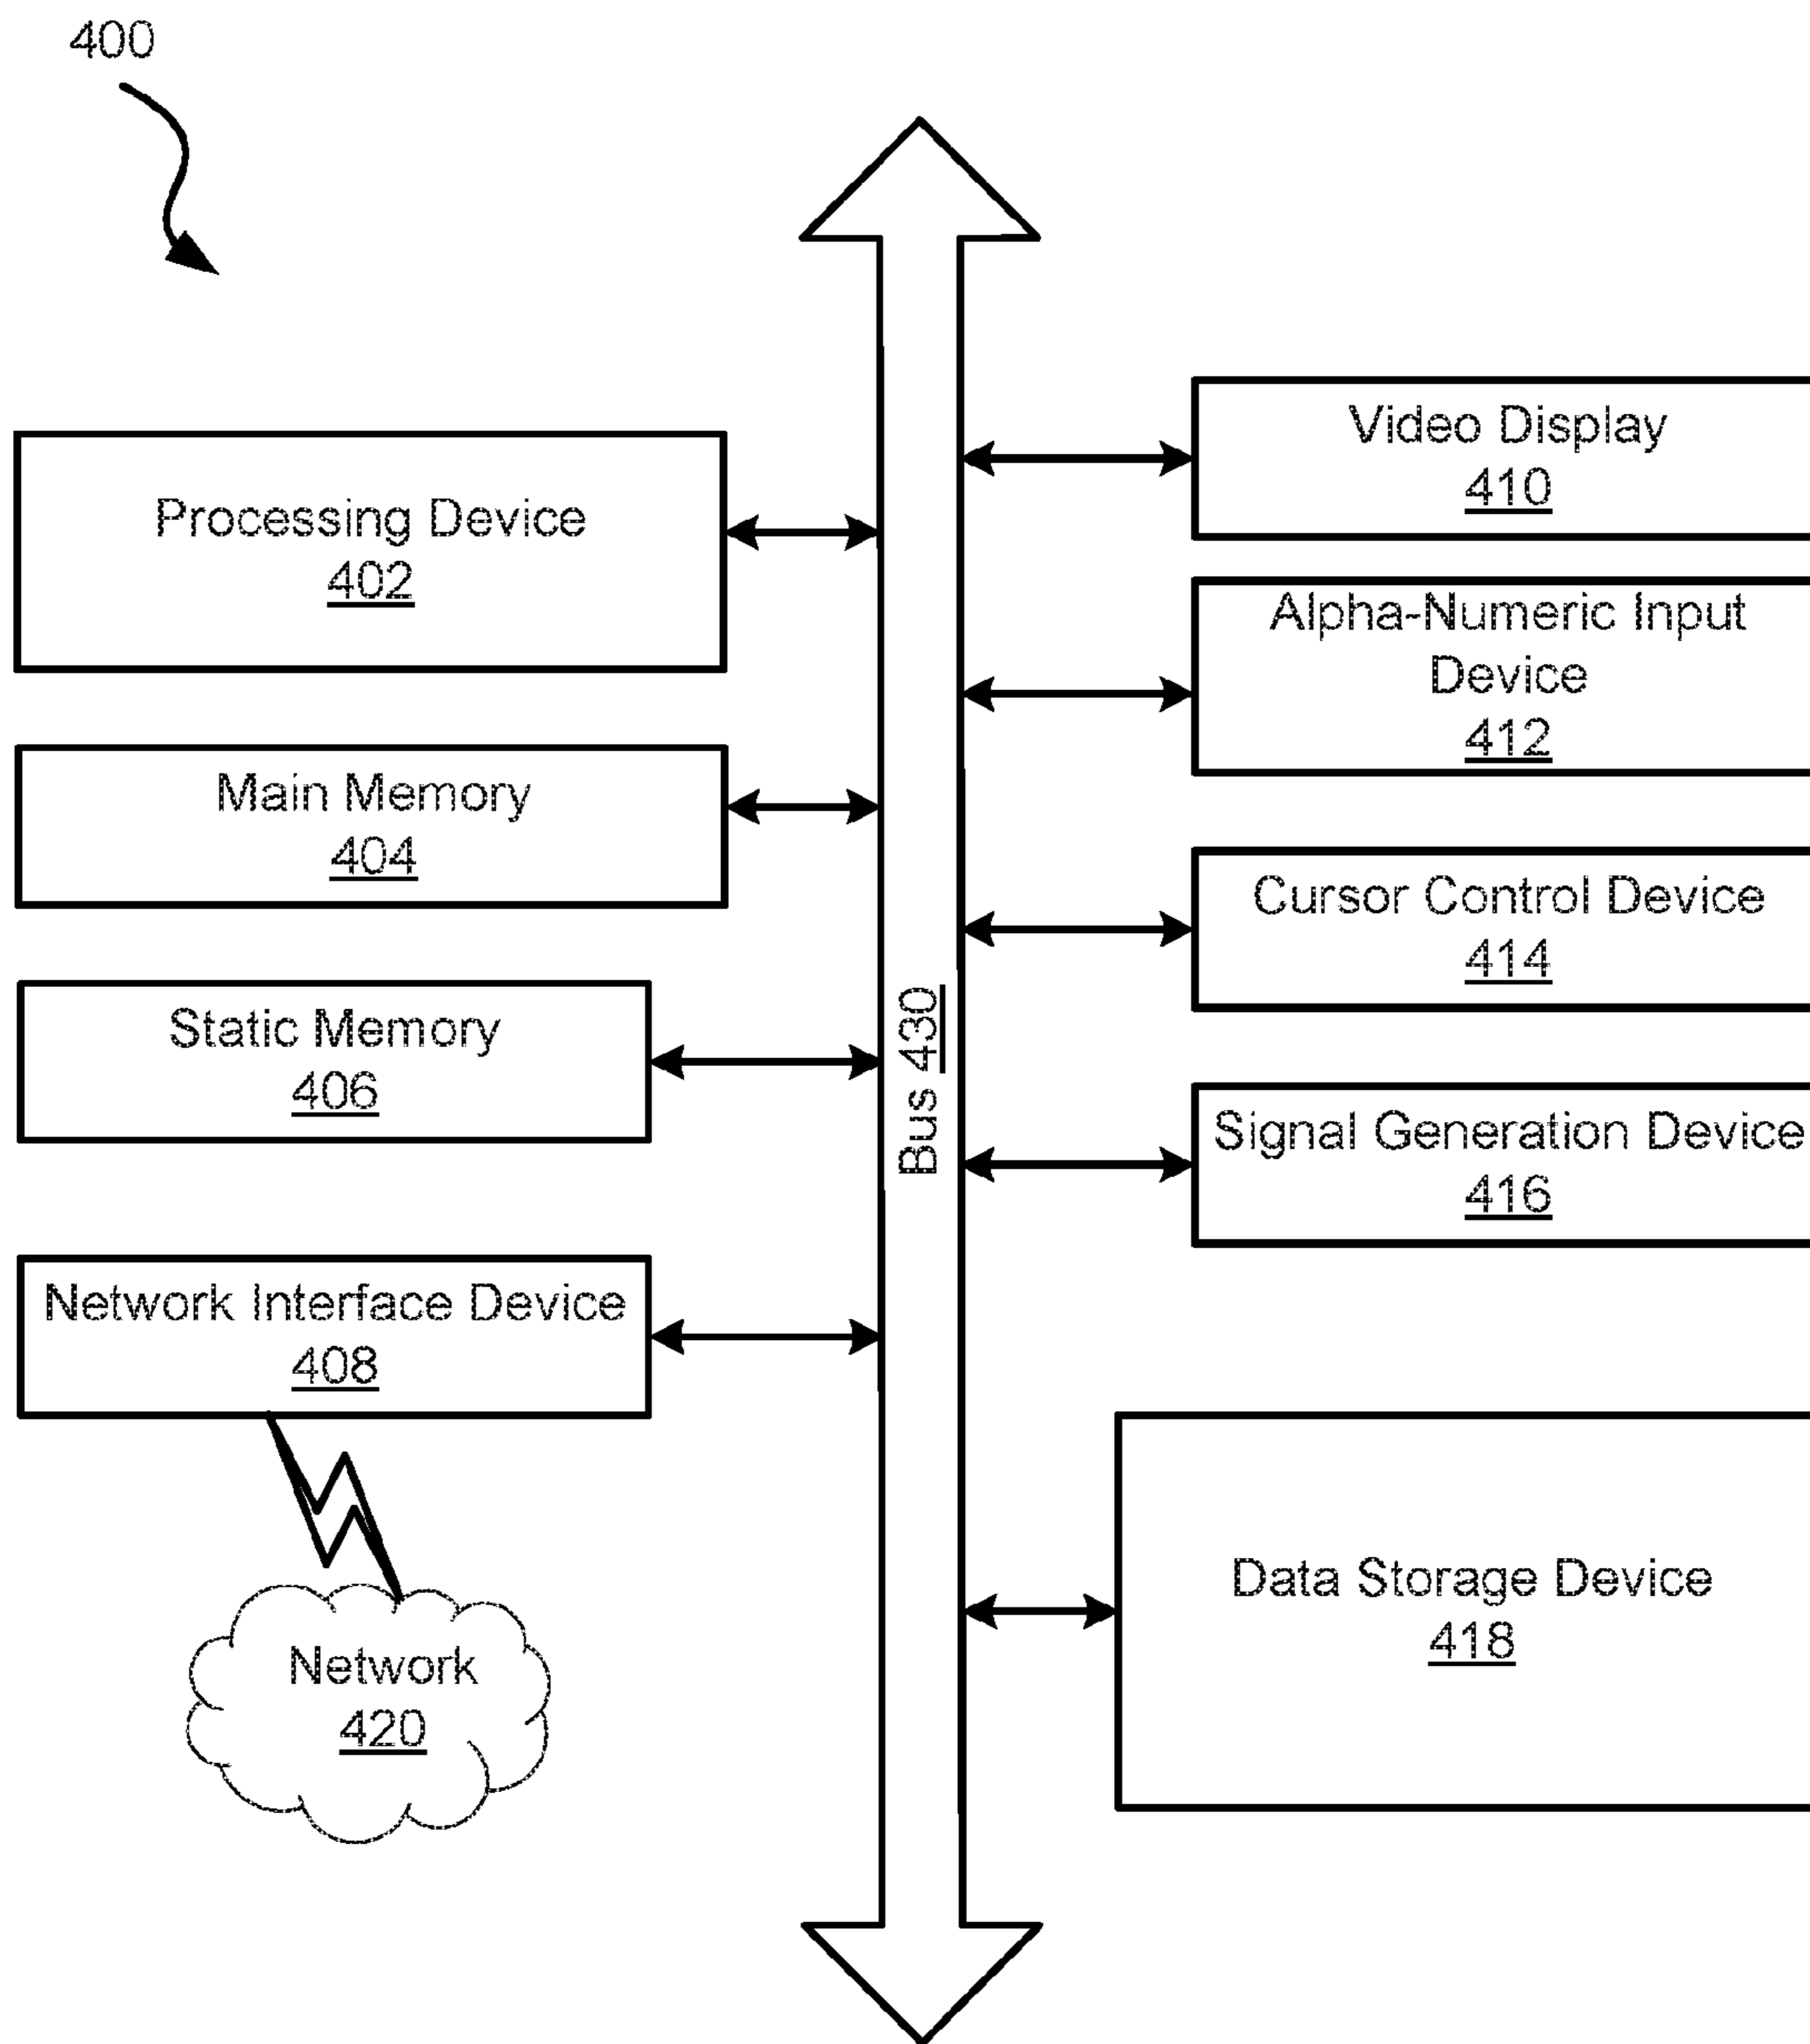 400
Processing Device
402
Main Memory
404
Static Memory
406
Network Interface Device
408
Network
420
Bus 430
Video Display
410
Alpha-Numeric Input
Device
412
Cursor Control Device
414
Signal Generation Device
416
Data Storage Device
418